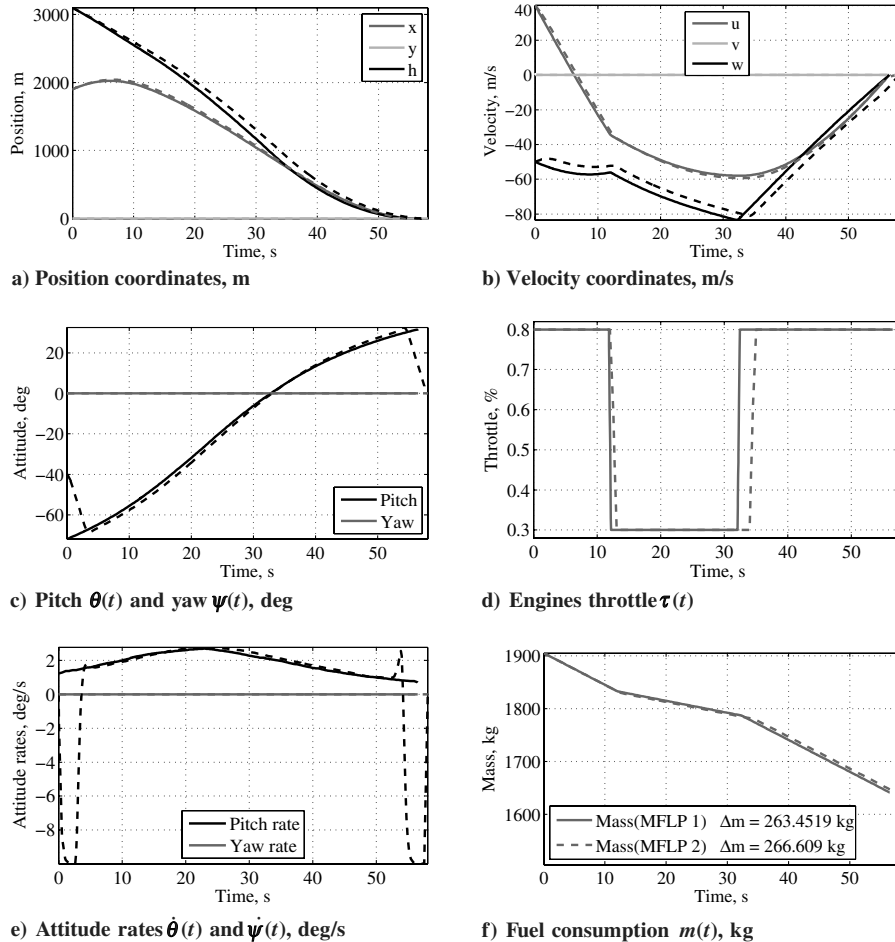 3000
2000
1000
0
Position, m
x
y
h
0 10 20 30 40 50
Time, s
a) Position coordinates, m
40
20
0
−20
−40
−60
−80
Velocity, m/s
u
v
w
0 10 20 30 40 50
Time, s
b) Velocity coordinates, m/s
20
0
−20
−40
−60
Attitude, deg
Pitch
Yaw
0 10 20 30 40 50
Time, s
c) Pitch θ(t) and yaw ψ(t), deg
0.8
0.7
0.6
0.5
0.4
0.3
Throttle, %
0 10 20 30 40 50
Time, s
d) Engines throttle τ(t)
2
0
−2
−4
−6
−8
Attitude rates, deg/s
Pitch rate
Yaw rate
0 10 20 30 40 50
Time, s
e) Attitude rates θ̇(t) and ψ̇(t), deg/s
1900
1800
1700
1600
Mass, kg
Mass(MFLP 1) Δm = 263.4519 kg
Mass(MFLP 2) Δm = 266.609 kg
0 10 20 30 40 50
Time, s
f) Fuel consumption m(t), kg